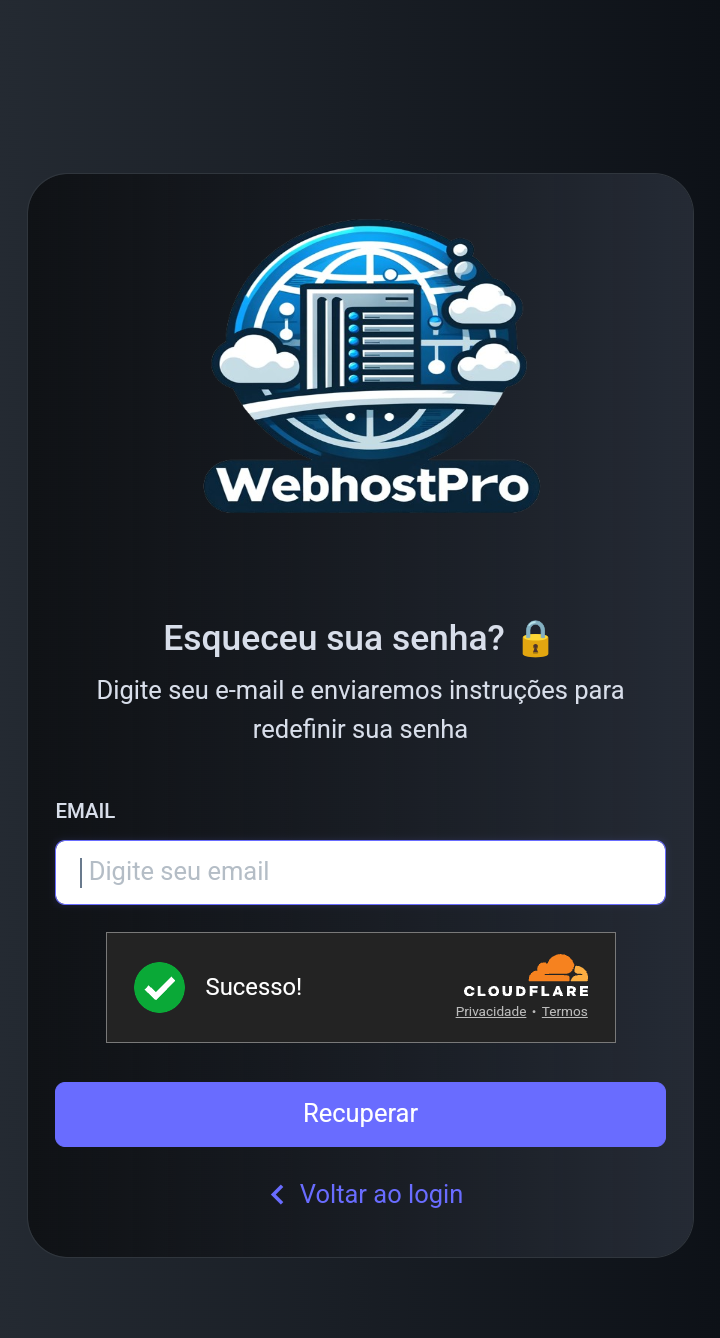 WebhostPro
Esqueceu sua senha? 🔒
Digite seu e-mail e enviaremos instruções para
redefinir sua senha
EMAIL
Digite seu email
Sucesso!
CLOUDFLARE
Privacidade • Termos
Recuperar
Voltar ao login